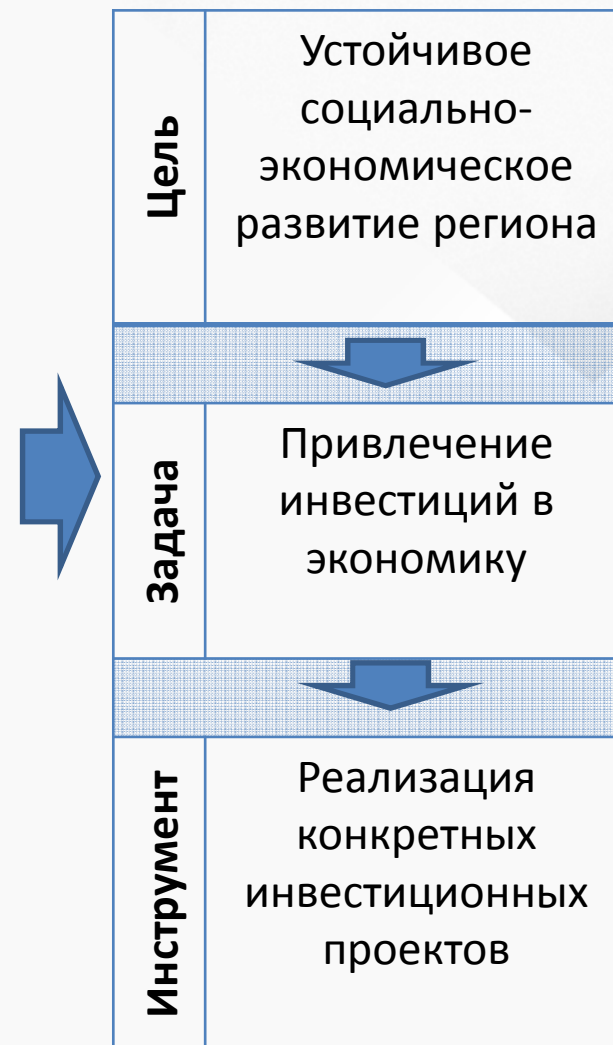 Цель
Устойчивое
социально-
экономическое
развитие региона
Задача
Привлечение
инвестиций в
экономику
Инструмент
Реализация
конкретных
инвестиционных
проектов